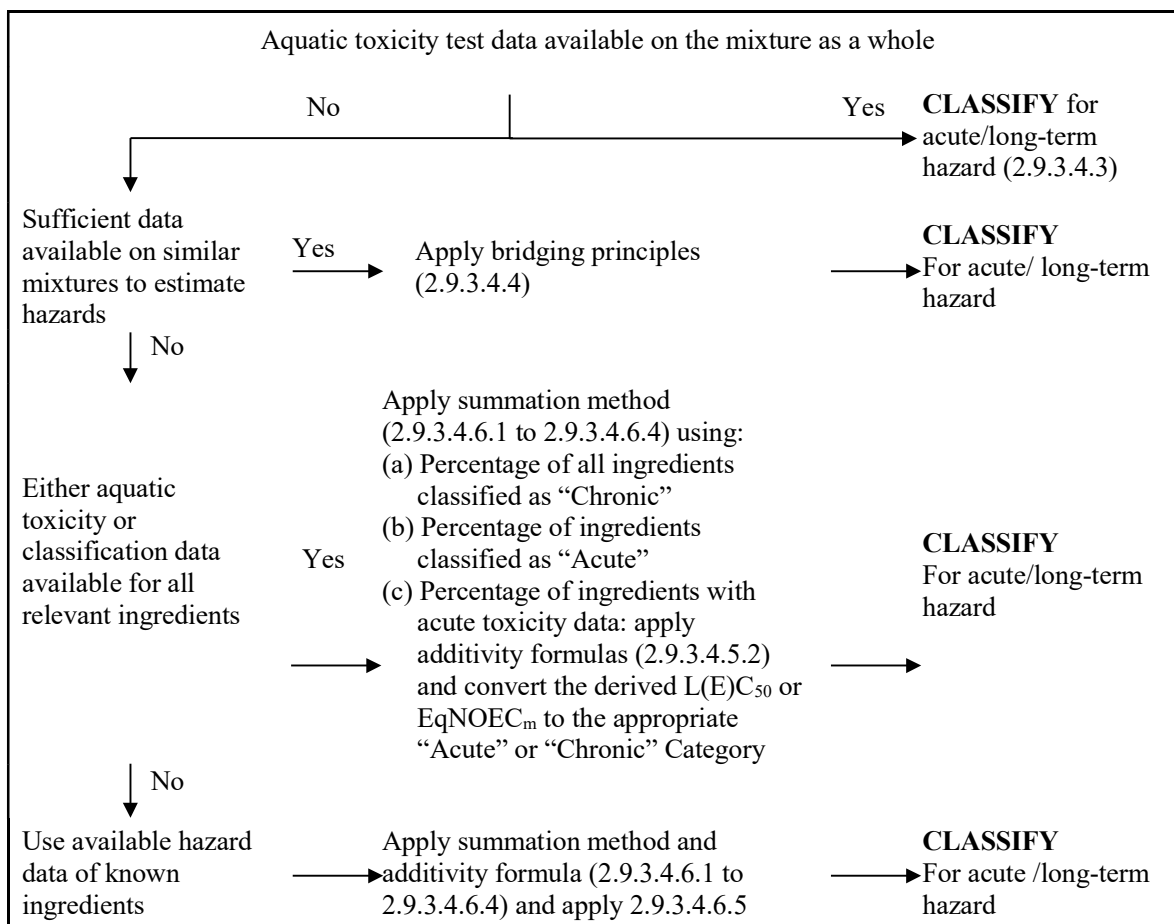 Aquatic toxicity test data available on the mixture as a whole
No
Yes
CLASSIFY for
acute/long-term
hazard (2.9.3.4.3)
Sufficient data
available on similar
mixtures to estimate
hazards
Yes
Apply bridging principles
(2.9.3.4.4)
CLASSIFY
For acute/ long-term
hazard
No
Either aquatic
toxicity or
classification data
available for all
relevant ingredients
Yes
Apply summation method
(2.9.3.4.6.1 to 2.9.3.4.6.4) using:
(a) Percentage of all ingredients
classified as “Chronic”
(b) Percentage of ingredients
classified as “Acute”
(c) Percentage of ingredients with
acute toxicity data: apply
additivity formulas (2.9.3.4.5.2)
and convert the derived L(E)C₅₀ or
EqNOECₘ to the appropriate
“Acute” or “Chronic” Category
CLASSIFY
For acute/long-term
hazard
No
Use available hazard
data of known
ingredients
Apply summation method and
additivity formula (2.9.3.4.6.1 to
2.9.3.4.6.4) and apply 2.9.3.4.6.5
CLASSIFY
For acute /long-term
hazard